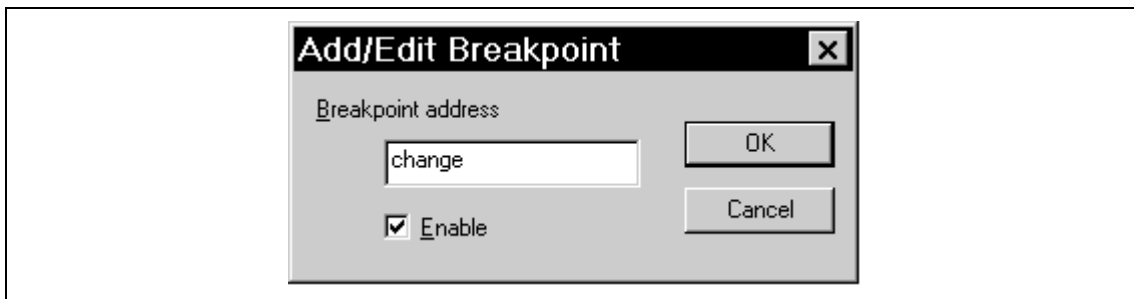 Add/Edit Breakpoint
Breakpoint address
OK
change
Cancel
Enable